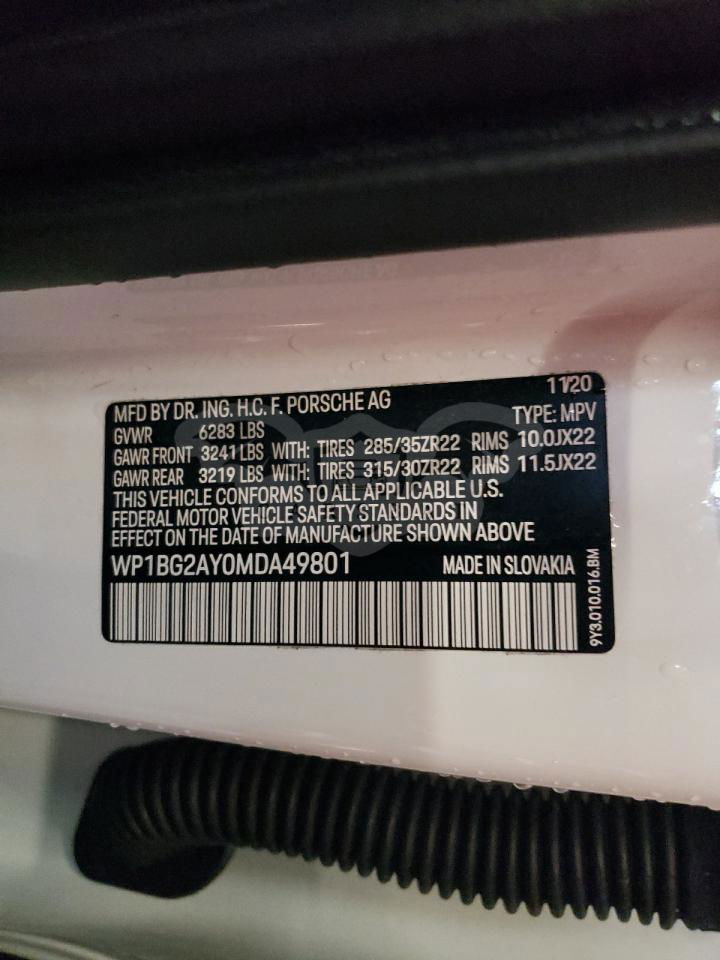 11/20
MFD BY DR. ING. H.C. F. PORSCHE AG
TYPE: MPV
GVWR 6283 LBS
GAWR FRONT 3241 LBS WITH: TIRES 285/35ZR22 RIMS 10.0JX22
GAWR REAR 3219 LBS WITH: TIRES 315/30ZR22 RIMS 11.5JX22
THIS VEHICLE CONFORMS TO ALL APPLICABLE U.S.
FEDERAL MOTOR VEHICLE SAFETY STANDARDS IN
EFFECT ON THE DATE OF MANUFACTURE SHOWN ABOVE
WP1BG2AY0MDA49801 MADE IN SLOVAKIA
9Y3.010.016.BM